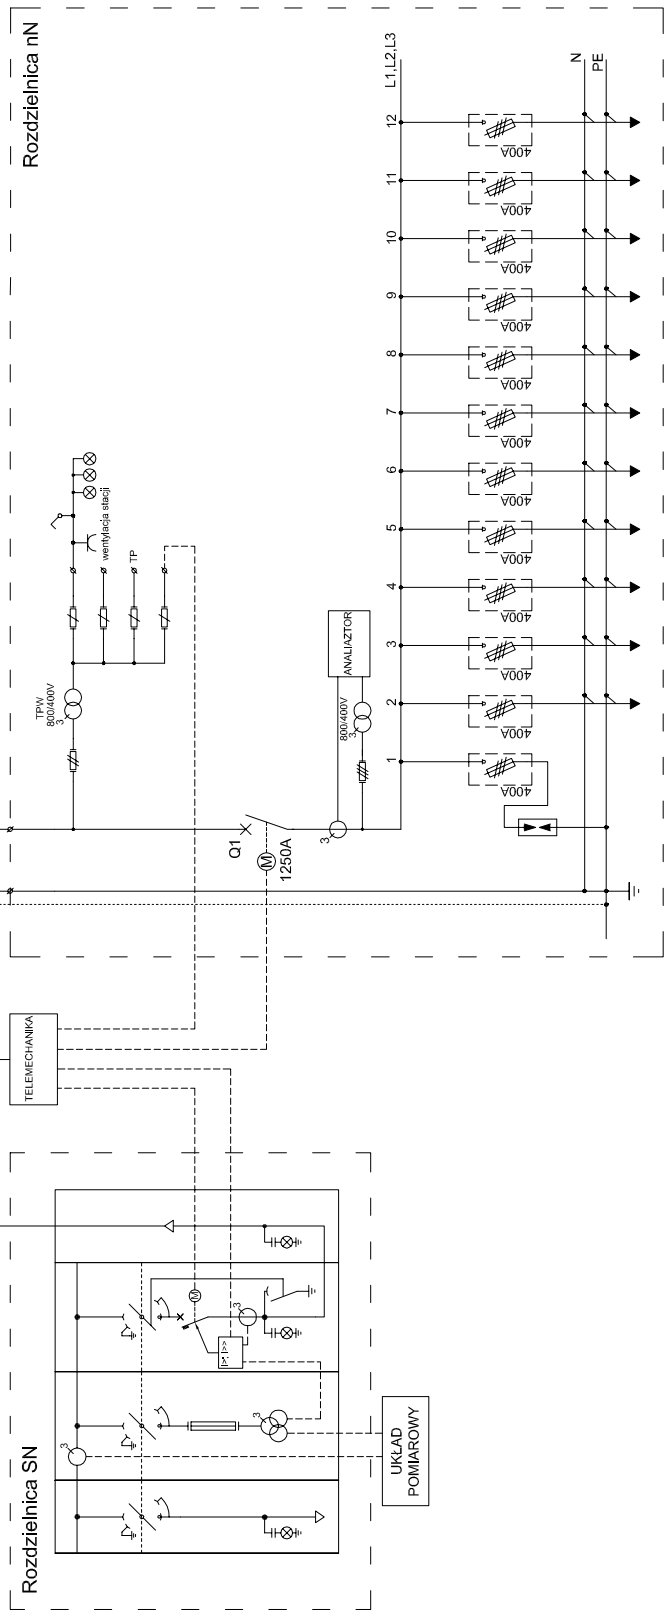 Rozdzielnica nN
L1,L2,L3
N
PE
12
400A
11
400A
10
400A
9
400A
8
400A
7
400A
6
400A
5
400A
4
400A
3
400A
2
400A
1
400A
wentylacja stacji
TP
TPW
800/400V
3
ANALIAZTOR
800/400V
3
3
Q1
M
1250A
TELEMECHANIKA
Rozdzielnica SN
M
3
I>; I>>
3
3
UKŁAD
POMIAROWY